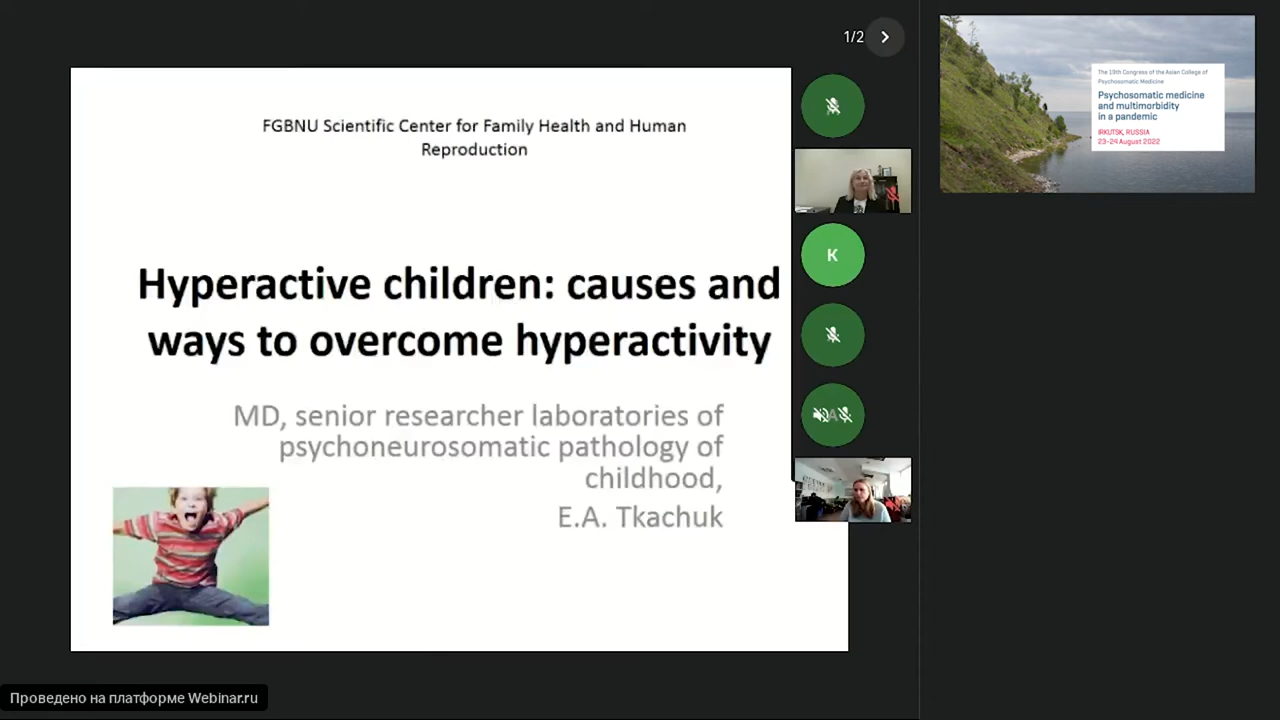 1/2
FGBNU Scientific Center for Family Health and Human
Reproduction
Hyperactive children: causes and
ways to overcome hyperactivity
MD, senior researcher laboratories of
psychoneurosomatic pathology of
childhood,
E.A. Tkachuk
K
A
The 19th Congress of the Asian College of
Psychosomatic Medicine
Psychosomatic medicine
and multimorbidity
in a pandemic
IRKUTSK, RUSSIA
23-24 August 2022
Проведено на платформе Webinar.ru